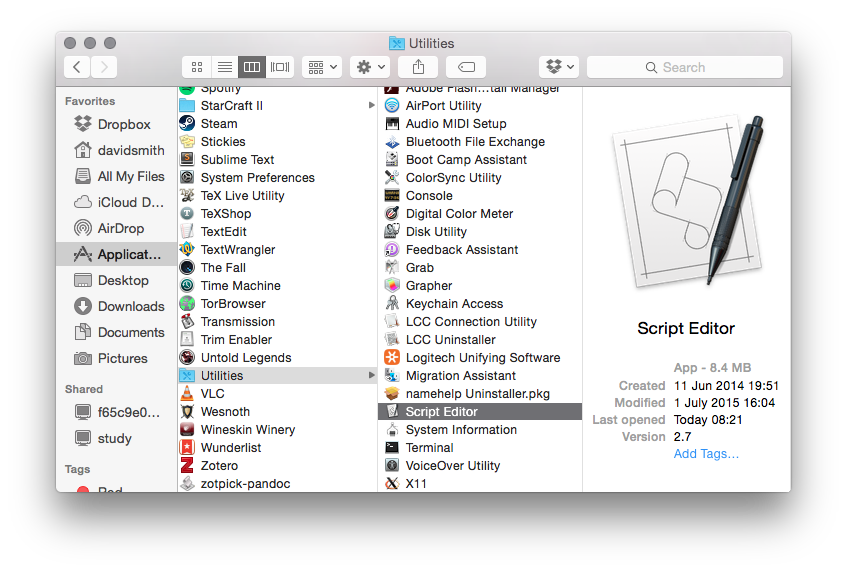 Utilities
Search
Favorites
Dropbox
davidsmith
All My Files
iCloud D...
AirDrop
Applicat...
Desktop
Downloads
Documents
Pictures
Shared
f65c9e0...
study
Tags
Red
Spotify
StarCraft II
Steam
Stickies
Sublime Text
System Preferences
TeX Live Utility
TeXShop
TextEdit
TextWrangler
The Fall
Time Machine
TorBrowser
Transmission
Trim Enabler
Untold Legends
Utilities
VLC
Wesnoth
Wineskin Winery
Wunderlist
Zotero
zotpick-pandoc
Adobe Flash...tall Manager
AirPort Utility
Audio MIDI Setup
Bluetooth File Exchange
Boot Camp Assistant
ColorSync Utility
Console
Digital Color Meter
Disk Utility
Feedback Assistant
Grab
Grapher
Keychain Access
LCC Connection Utility
LCC Uninstaller
Logitech Unifying Software
Migration Assistant
namehelp Uninstaller.pkg
Script Editor
System Information
Terminal
VoiceOver Utility
X11
Script Editor
App - 8.4 MB
Created 11 Jun 2014 19:51
Modified 1 July 2015 16:04
Last opened Today 08:21
Version 2.7
Add Tags...